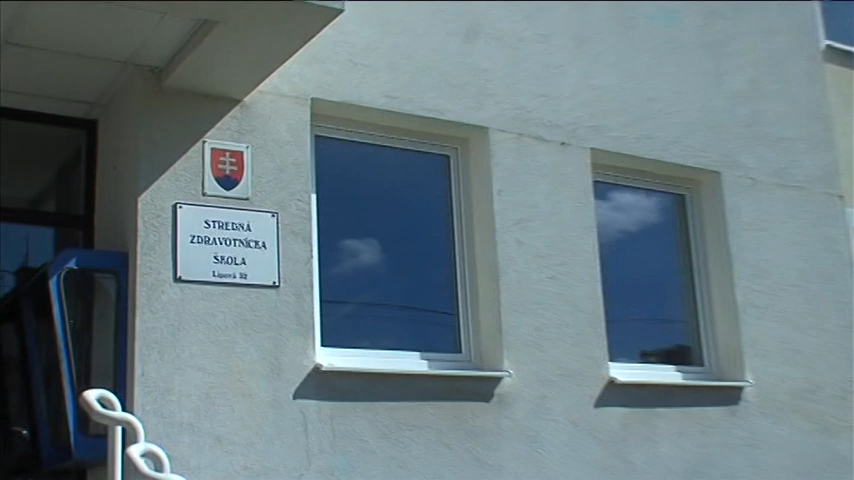 STREDNÁ
ZDRAVOTNÍCKA
ŠKOLA
Lipová 32